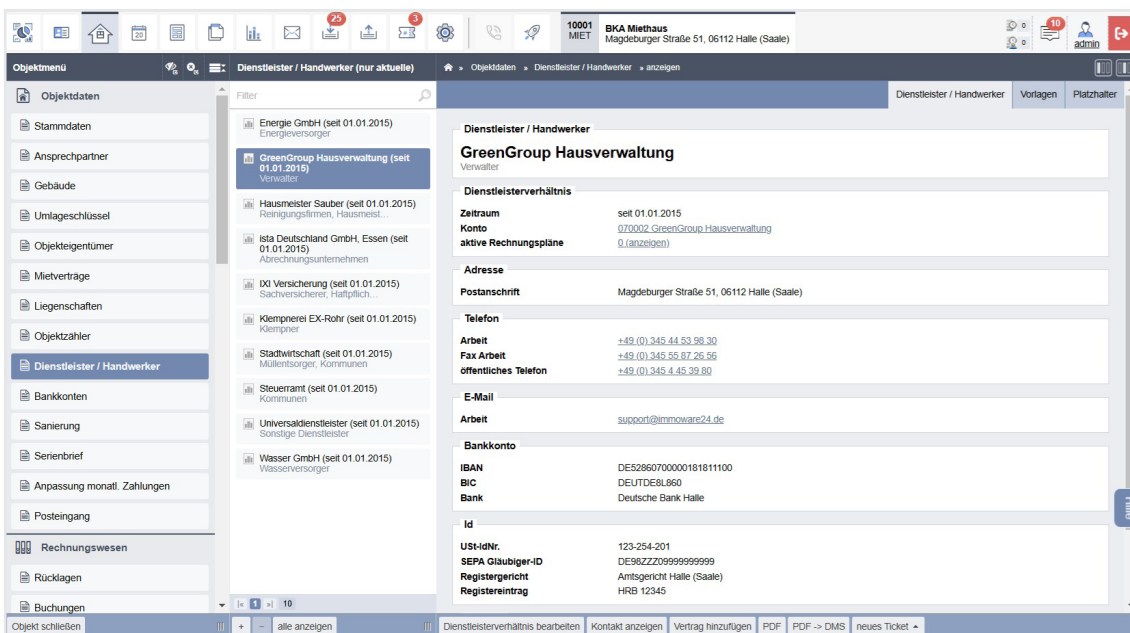 25
3
10
20
10001
MIET
BKA Miethaus
Magdeburger Straße 51, 06112 Halle (Saale)
0
0
admin
Objektmenü
Dienstleister / Handwerker (nur aktuelle)
» Objektdaten » Dienstleister / Handwerker » anzeigen
Objektdaten
Stammdaten
Ansprechpartner
Gebäude
Umlageschlüssel
Objekteigentümer
Mietverträge
Liegenschaften
Objektzähler
Dienstleister / Handwerker
Bankkonten
Sanierung
Serienbrief
Anpassung monatl. Zahlungen
Posteingang
Rechnungswesen
Rücklagen
Buchungen
Objekt schließen
Filter
Energie GmbH (seit 01.01.2015)
Energieversorger
GreenGroup Hausverwaltung (seit
01.01.2015)
Verwalter
Hausmeister Sauber (seit 01.01.2015)
Reinigungsfirmen, Hausmeist…
ista Deutschland GmbH, Essen (seit
01.01.2015)
Abrechnungsunternehmen
IXI Versicherung (seit 01.01.2015)
Sachversicherer, Haftpflich…
Klempnerei EX-Rohr (seit 01.01.2015)
Klempner
Stadtwirtschaft (seit 01.01.2015)
Müllentsorger, Kommunen
Steueramt (seit 01.01.2015)
Kommunen
Universaldienstleister (seit 01.01.2015)
Sonstige Dienstleister
Wasser GmbH (seit 01.01.2015)
Wasserversorger
|« 1 »| 10
+ − alle anzeigen
Dienstleister / Handwerker Vorlagen Platzhalter
Dienstleister / Handwerker
GreenGroup Hausverwaltung
Verwalter
Dienstleisterverhältnis
Zeitraum seit 01.01.2015
Konto 070002 GreenGroup Hausverwaltung
aktive Rechnungspläne 0 (anzeigen)
Adresse
Postanschrift Magdeburger Straße 51, 06112 Halle (Saale)
Telefon
Arbeit +49 (0) 345 44 53 98 30
Fax Arbeit +49 (0) 345 55 87 26 56
öffentliches Telefon +49 (0) 345 4 45 39 80
E-Mail
Arbeit support@immoware24.de
Bankkonto
IBAN DE52860700000181811100
BIC DEUTDE8L860
Bank Deutsche Bank Halle
Id
USt-IdNr. 123-254-201
SEPA Gläubiger-ID DE98ZZZ09999999999
Registergericht Amtsgericht Halle (Saale)
Registereintrag HRB 12345
Dienstleisterverhältnis bearbeiten Kontakt anzeigen Vertrag hinzufügen PDF PDF -> DMS neues Ticket